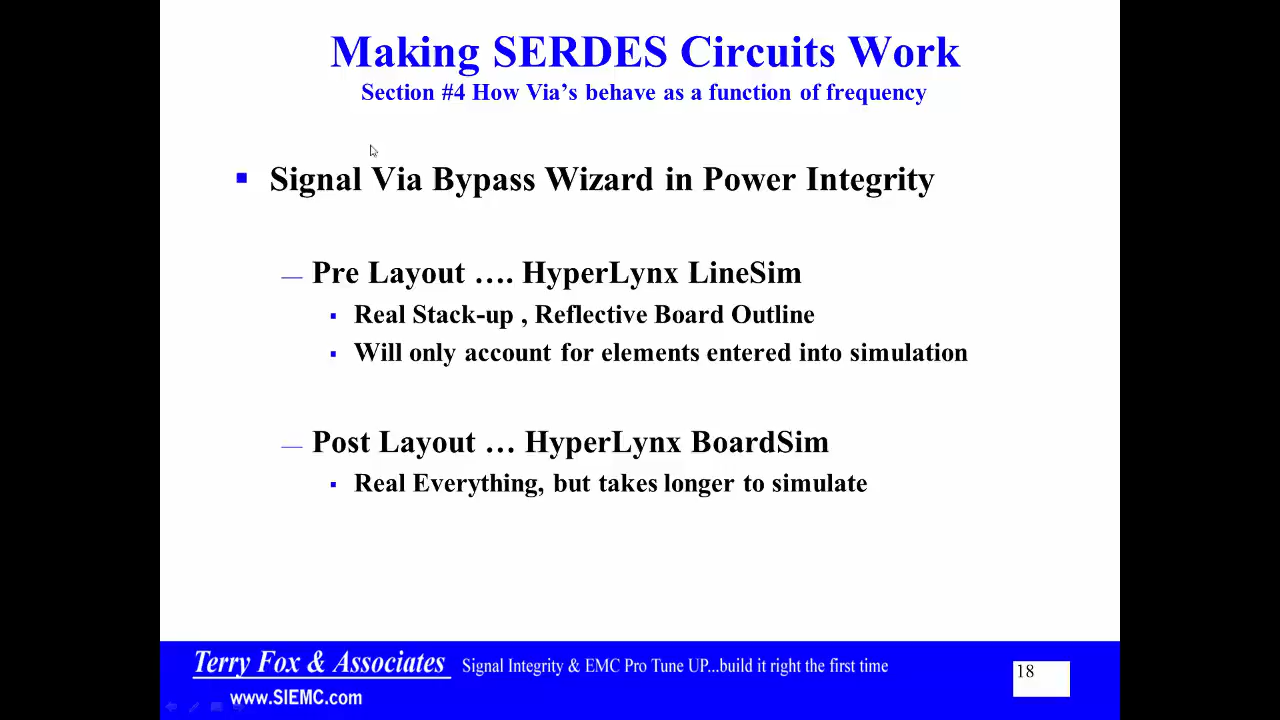 Making SERDES Circuits Work
Section #4 How Via's behave as a function of frequency
Signal Via Bypass Wizard in Power Integrity
Pre Layout …. HyperLynx LineSim
Real Stack-up , Reflective Board Outline
Will only account for elements entered into simulation
Post Layout … HyperLynx BoardSim
Real Everything, but takes longer to simulate
Terry Fox & Associates Signal Integrity & EMC Pro Tune UP...build it right the first time
18
www.SIEMC.com